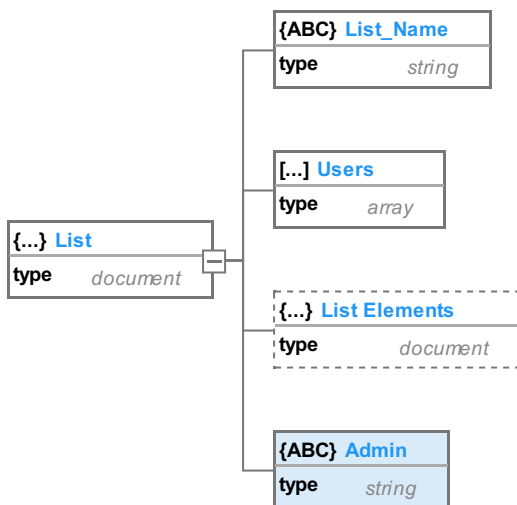 {ABC} List_Name
type string
[...] Users
type array
{...} List
type document
{...} List Elements
type document
{ABC} Admin
type string